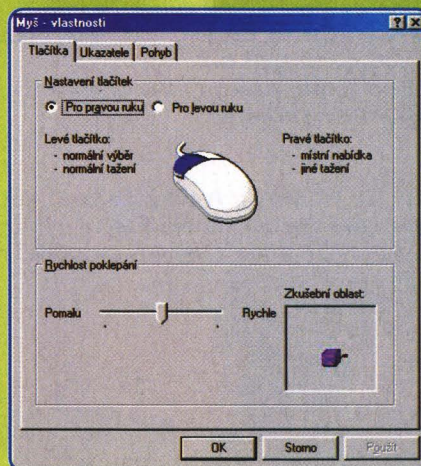 Myš - vlastnosti
Tlačítka Ukazatele Pohyb
Nastavení tlačítek
Pro pravou ruku Pro levou ruku
Levé tlačítko:
- normální výběr
- normální tažení
Pravé tlačítko:
- místní nabídka
- jiné tažení
Rychlost poklepání
Pomalu Rychle
Zkušební oblast:
OK Storno Použít